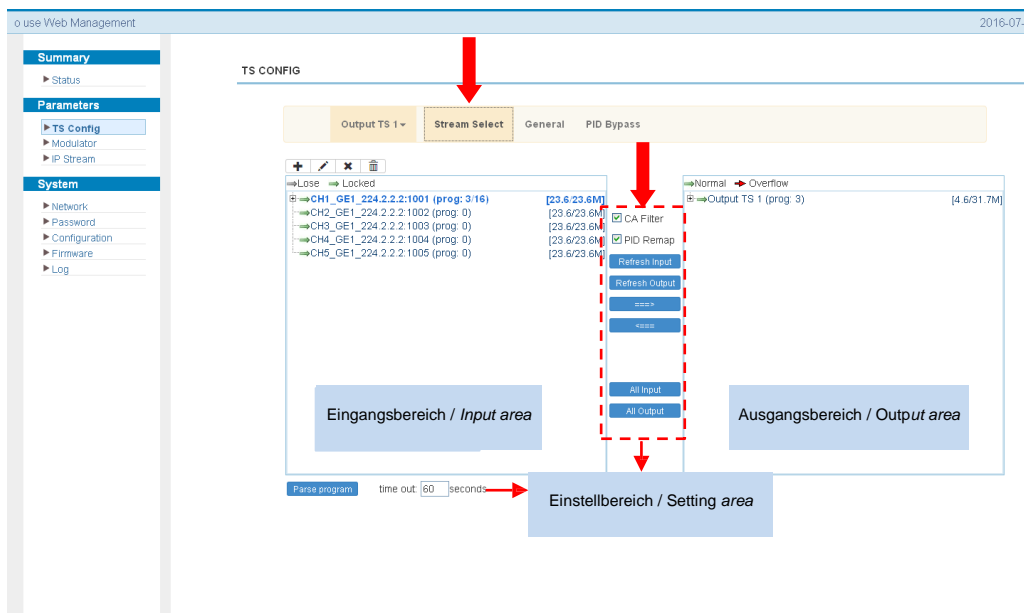 o use Web Management
2016-07-
Summary
Status
Parameters
TS Config
Modulator
IP Stream
System
Network
Password
Configuration
Firmware
Log
TS CONFIG
Output TS 1
Stream Select
General
PID Bypass
Lose Locked
CH1_GE1_224.2.2.2:1001 (prog: 3/16) [23.6/23.6M]
CH2_GE1_224.2.2.2:1002 (prog: 0) [23.6/23.6M]
CH3_GE1_224.2.2.2:1003 (prog: 0) [23.6/23.6M]
CH4_GE1_224.2.2.2:1004 (prog: 0) [23.6/23.6M]
CH5_GE1_224.2.2.2:1005 (prog: 0) [23.6/23.6M]
CA Filter
PID Remap
Refresh Input
Refresh Output
===>
<===
All Input
All Output
Normal Overflow
Output TS 1 (prog: 3) [4.6/31.7M]
Eingangsbereich / Input area
Ausgangsbereich / Output area
Parse program time out: 60 seconds
Einstellbereich / Setting area